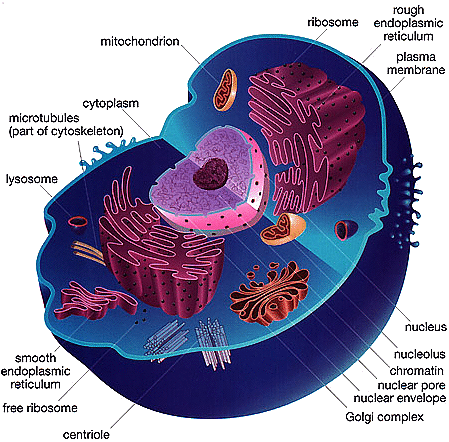 ribosome
rough
endoplasmic
reticulum
mitochondrion
plasma
membrane
cytoplasm
microtubules
(part of cytoskeleton)
lysosome
nucleus
nucleolus
chromatin
nuclear pore
nuclear envelope
Golgi complex
smooth
endoplasmic
reticulum
free ribosome
centriole